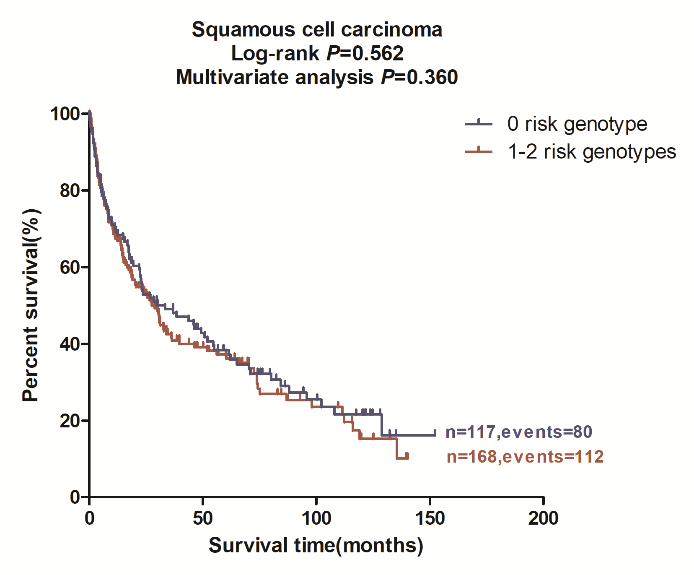 Squamous cell carcinoma
Log-rank P=0.562
Multivariate analysis P=0.360
0 risk genotype
1-2 risk genotypes
Percent survival(%)
100
80
60
40
20
0
n=117,events=80
n=168,events=112
0
50
100
150
200
Survival time(months)